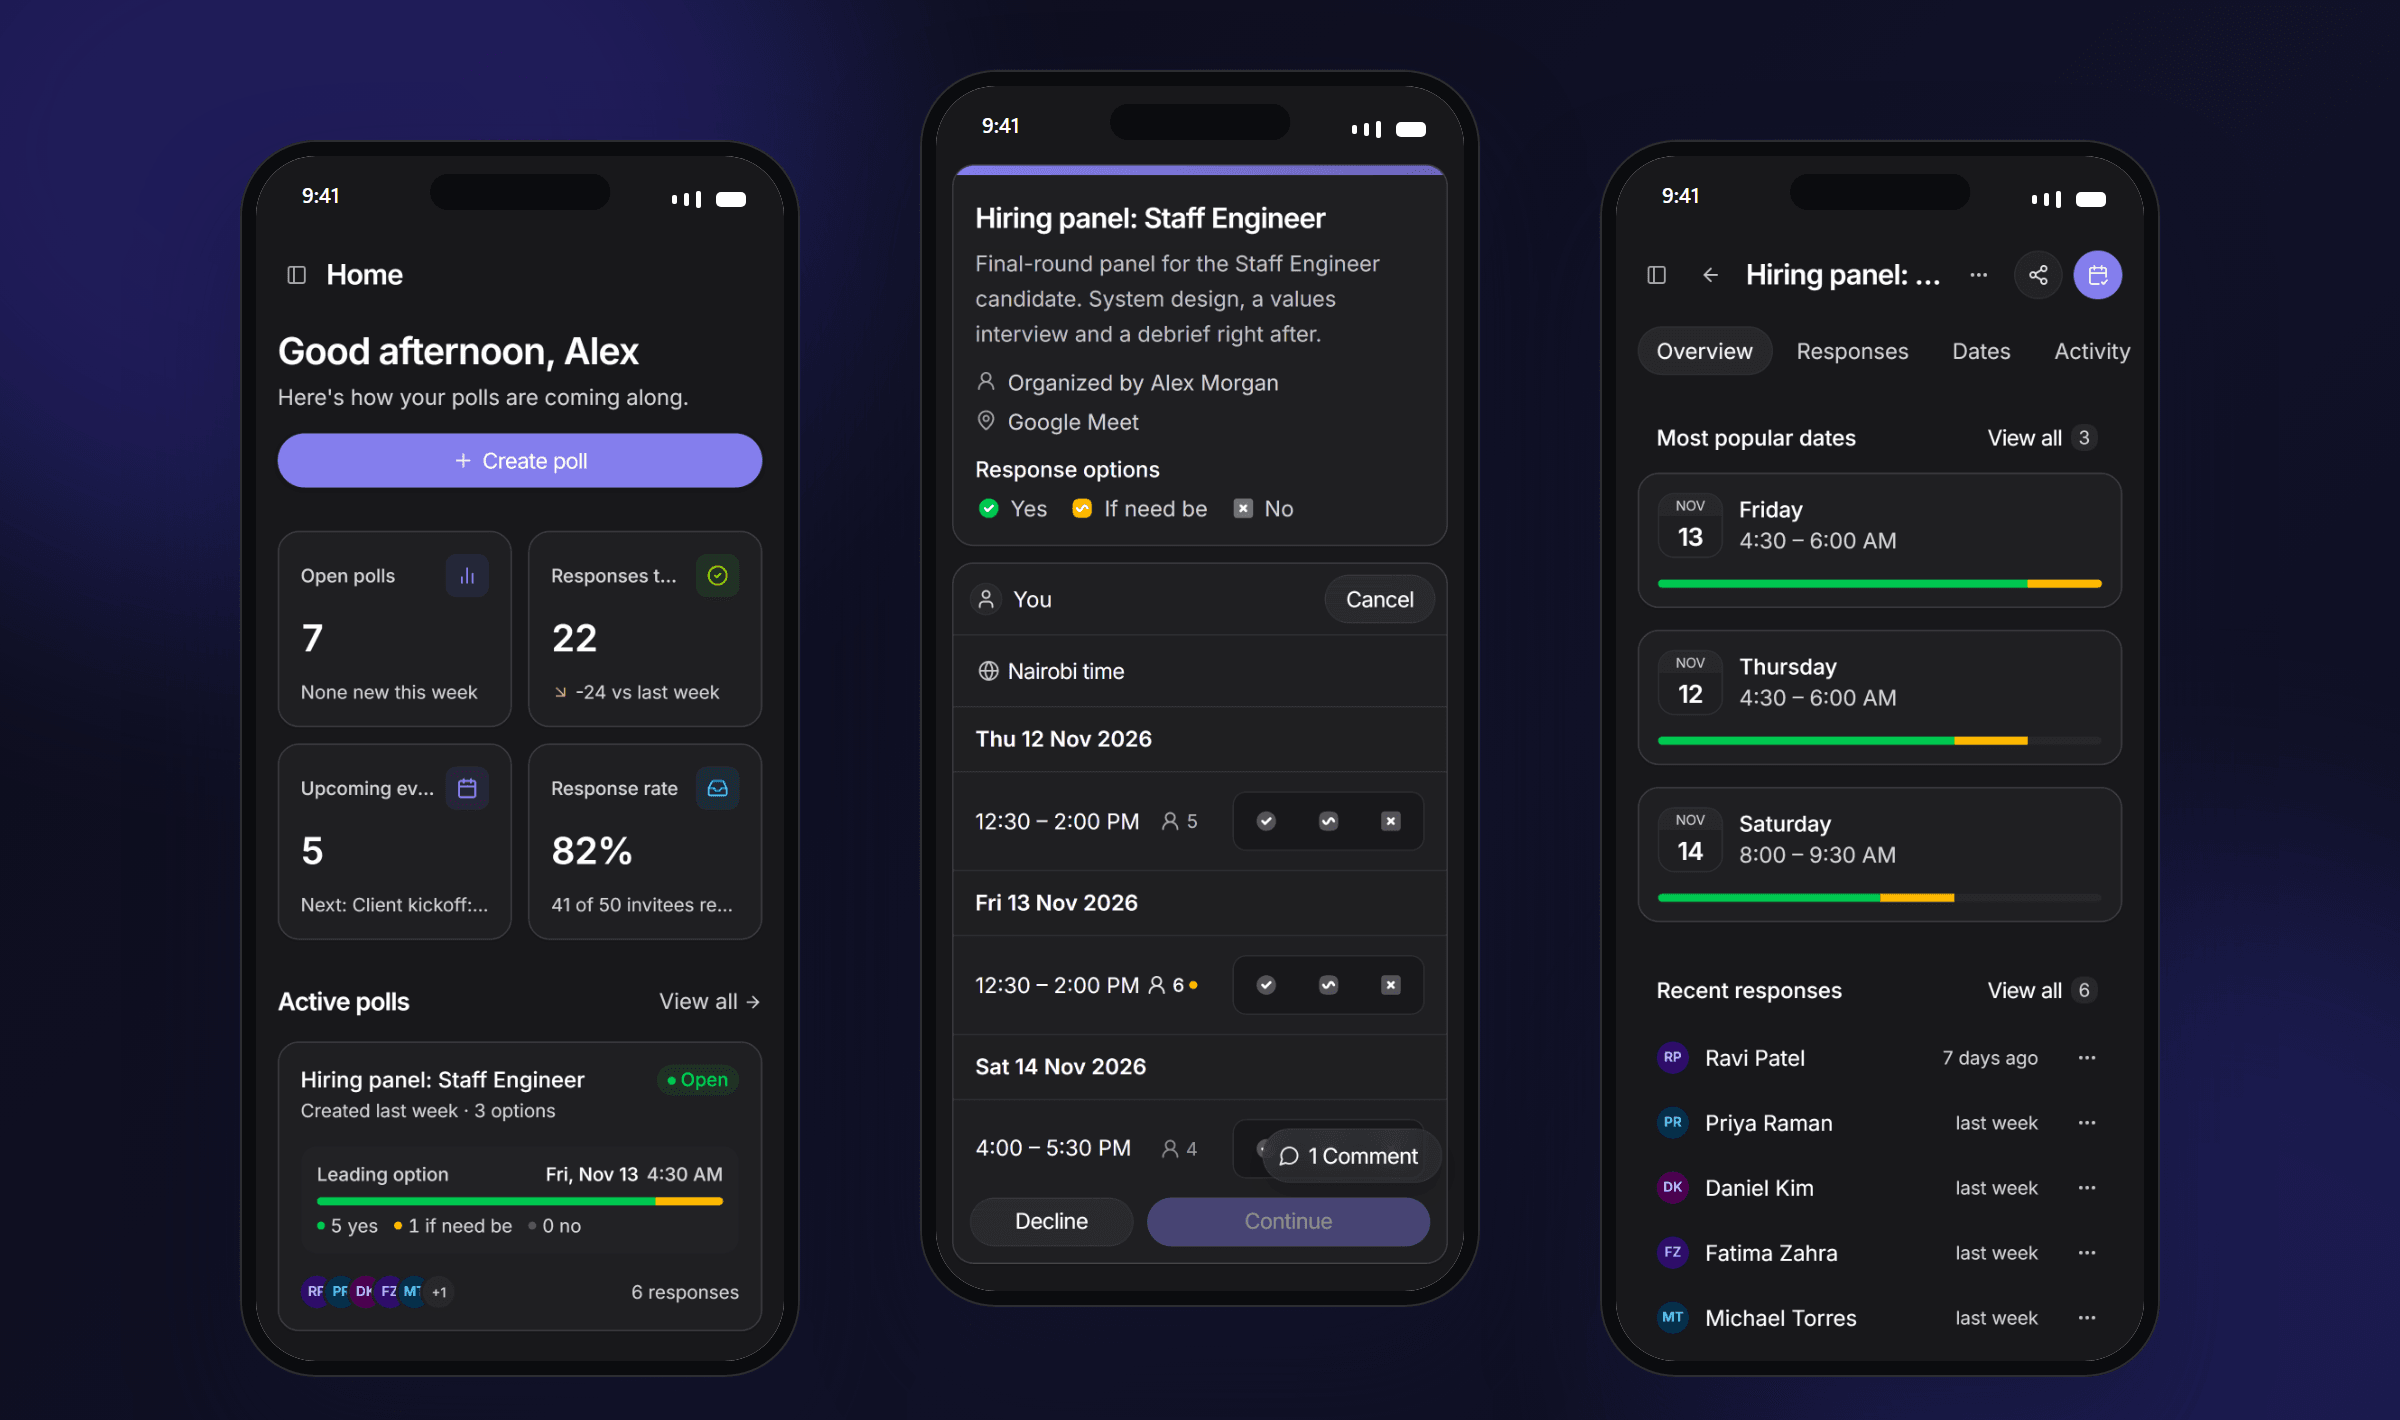 9:41
Home
Good afternoon, Alex
Here's how your polls are coming along.
+ Create poll
Open polls
7
None new this week
Responses t...
22
-24 vs last week
Upcoming ev...
5
Next: Client kickoff:...
Response rate
82%
41 of 50 invitees re...
Active polls
View all →
Hiring panel: Staff Engineer
Open
Created last week · 3 options
Leading option
Fri, Nov 13 4:30 AM
5 yes
1 if need be
0 no
RP PR DK FZ MT +1
6 responses
9:41
Hiring panel: Staff Engineer
Final-round panel for the Staff Engineer
candidate. System design, a values
interview and a debrief right after.
Organized by Alex Morgan
Google Meet
Response options
Yes
If need be
No
You
Cancel
Nairobi time
Thu 12 Nov 2026
12:30 – 2:00 PM
5
Fri 13 Nov 2026
12:30 – 2:00 PM
6
Sat 14 Nov 2026
4:00 – 5:30 PM
4
1 Comment
Decline
Continue
9:41
Hiring panel: ...
Overview
Responses
Dates
Activity
Most popular dates
View all 3
NOV
13
Friday
4:30 – 6:00 AM
NOV
12
Thursday
4:30 – 6:00 AM
NOV
14
Saturday
8:00 – 9:30 AM
Recent responses
View all 6
RP Ravi Patel
7 days ago
PR Priya Raman
last week
DK Daniel Kim
last week
FZ Fatima Zahra
last week
MT Michael Torres
last week